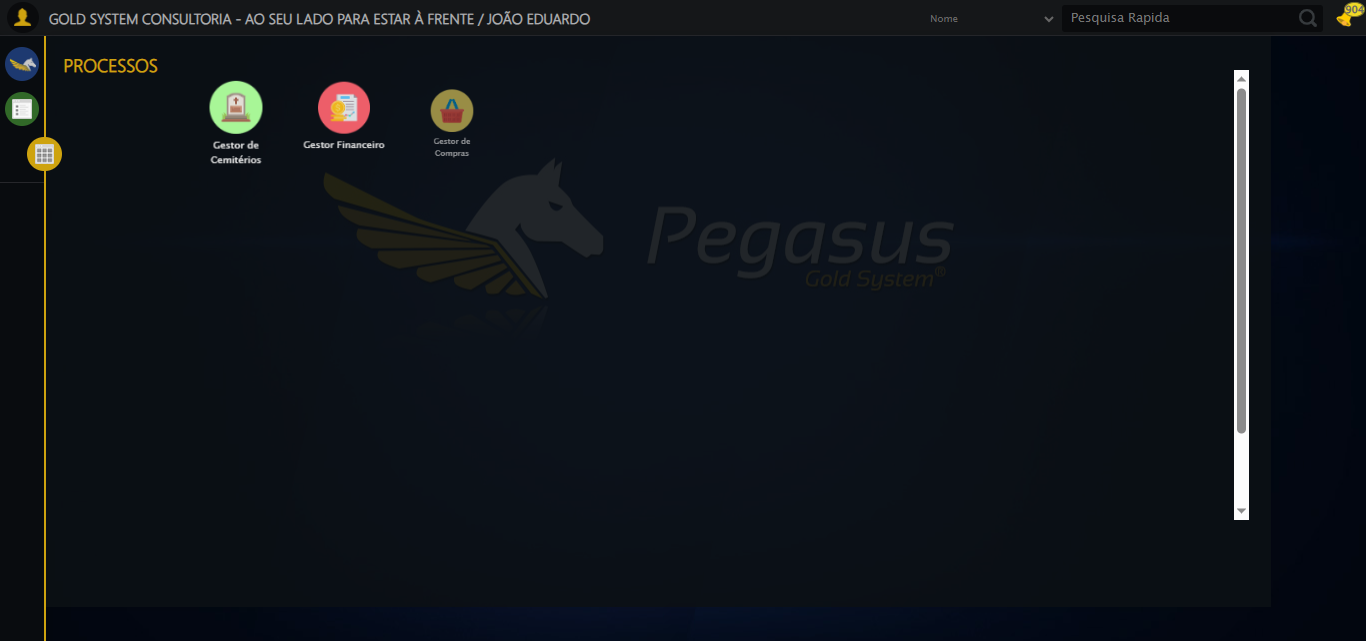 GOLD SYSTEM CONSULTORIA - AO SEU LADO PARA ESTAR À FRENTE / JOÃO EDUARDO
Nome
Pesquisa Rapida
904
PROCESSOS
Gestor de
Cemitérios
Gestor Financeiro
Gestor de
Compras
Pegasus
Gold System®